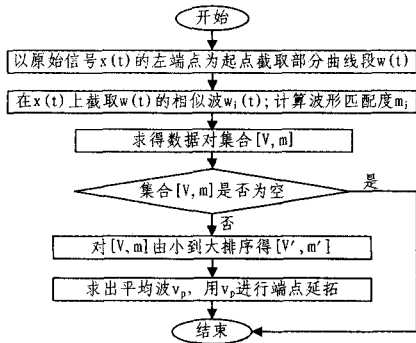 开始
以原始信号x(t)的左端点为起点截取部分曲线段w(t)
在x(t)上截取w(t)的相似波wᵢ(t);计算波形匹配度mᵢ
求得数据对集合[V,m]
集合[V,m]是否为空
是
否
对[V,m]由小到大排序得[V′,m′]
求出平均波vₚ，用vₚ进行端点延拓
结束